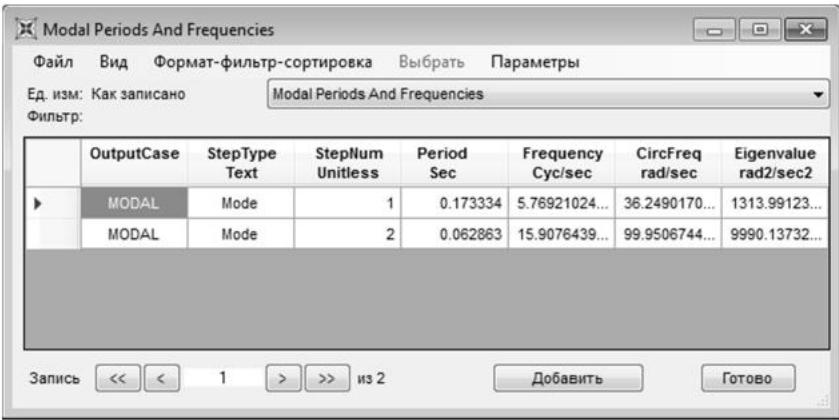 Modal Periods And Frequencies
Файл Вид Формат-фильтр-сортировка Выбрать Параметры
Ед. изм: Как записано Modal Periods And Frequencies
Фильтр:
OutputCase StepType Text StepNum Unitless Period Sec Frequency Cyc/sec CircFreq rad/sec Eigenvalue rad2/sec2
MODAL Mode 1 0.173334 5.76921024... 36.2490170... 1313.99123...
MODAL Mode 2 0.062863 15.9076439... 99.9506744... 9990.13732...
Запись << < 1 > >> из 2 Добавить Готово